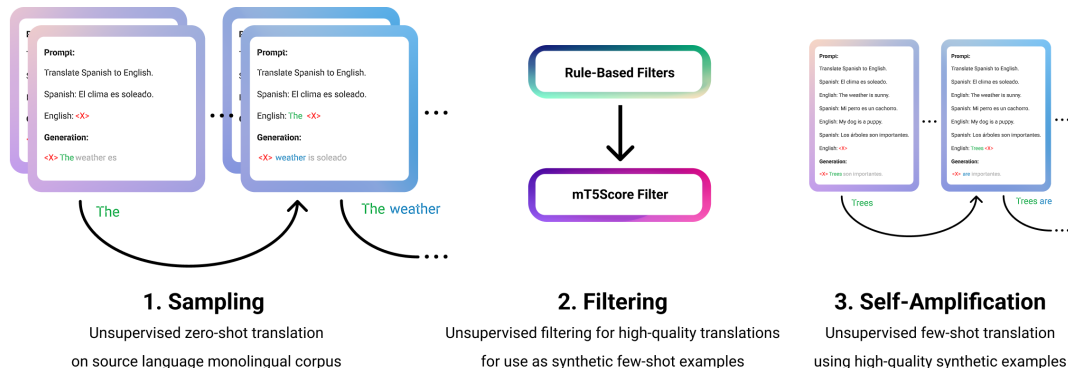 Prompt:
Translate Spanish to English.
Spanish: El clima es soleado.
English: <X>
Generation:
<X> The weather es
The
Prompt:
Translate Spanish to English.
Spanish: El clima es soleado.
English: The <X>
Generation:
<X> weather is soleado
The weather
1. Sampling
Unsupervised zero-shot translation
on source language monolingual corpus
Rule-Based Filters
mT5Score Filter
2. Filtering
Unsupervised filtering for high-quality translations
for use as synthetic few-shot examples
Prompt:
Translate Spanish to English.
Spanish: El clima es soleado.
English: The weather is sunny.
Spanish: Mi perro es un cachorro.
English: My dog is a puppy.
Spanish: Los árboles son importantes.
English: <X>
Generation:
<X> Trees son importantes.
Trees
Prompt:
Translate Spanish to English.
Spanish: El clima es soleado.
English: The weather is sunny.
Spanish: Mi perro es un cachorro.
English: My dog is a puppy.
Spanish: Los árboles son importantes.
English: Trees <X>
Generation:
<X> are importantes.
Trees are
3. Self-Amplification
Unsupervised few-shot translation
using high-quality synthetic examples